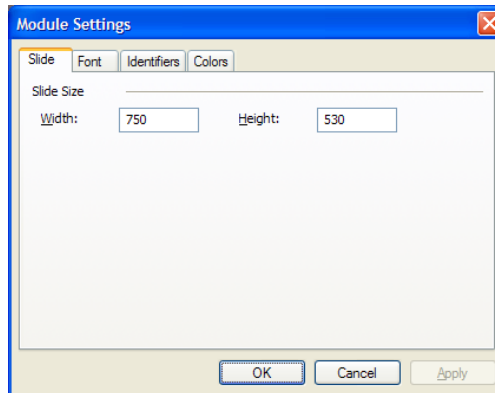 Module Settings
Slide Font Identifiers Colors
Slide Size
Width: 750 Height: 530
OK Cancel Apply